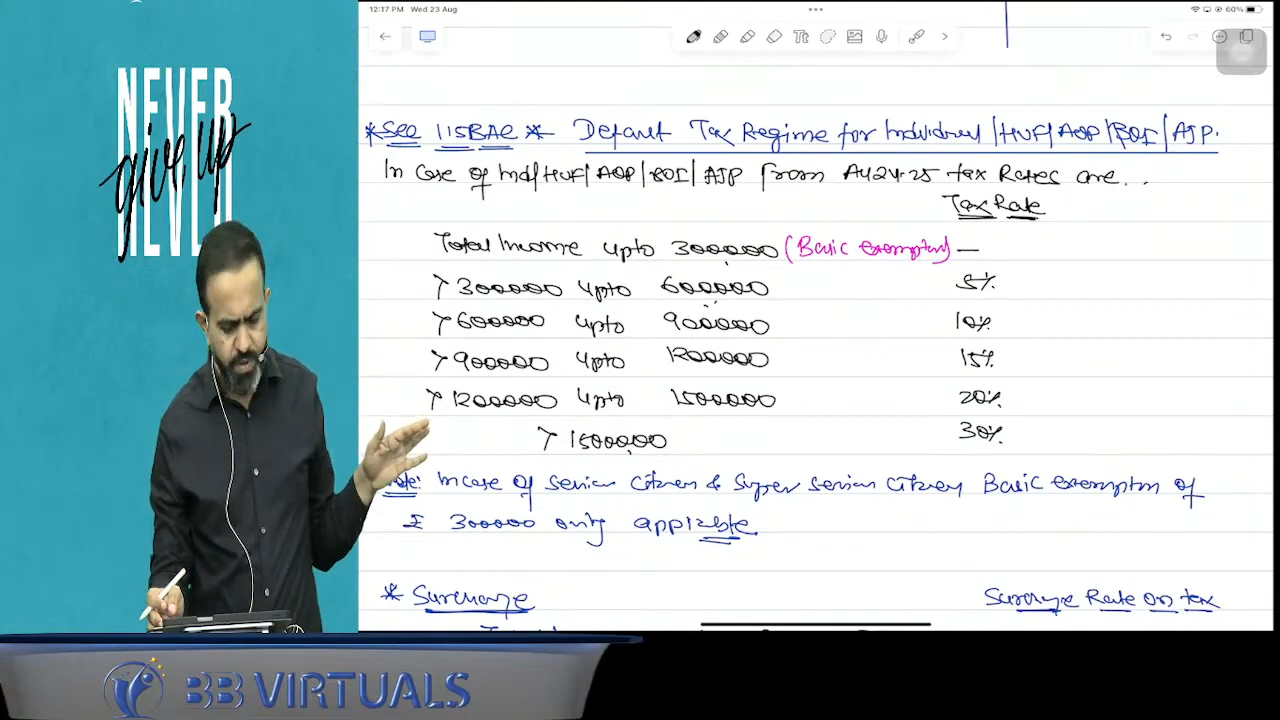 12:17 PM Wed 23 Aug
60%
NEVER
give up
NEVER
* Sec 115BAC * Default Tax Regime for Individual/HUF/AOP/BOI/AJP.
In Case of Ind/HUF/AOP/BOI/AJP from AY24-25 tax Rates are...
Tax Rate
Total Income upto 300000 (Basic exemption) —
> 300000 upto 600000 5%
> 600000 upto 900000 10%
> 900000 upto 1200000 15%
> 1200000 upto 1500000 20%
> 1500000 30%
Note: In case of Senior Citizen & Super Senior Citizen Basic exemption of
₹ 300000 only applicable
* Surcharge Surcharge Rate on tax
BB VIRTUALS